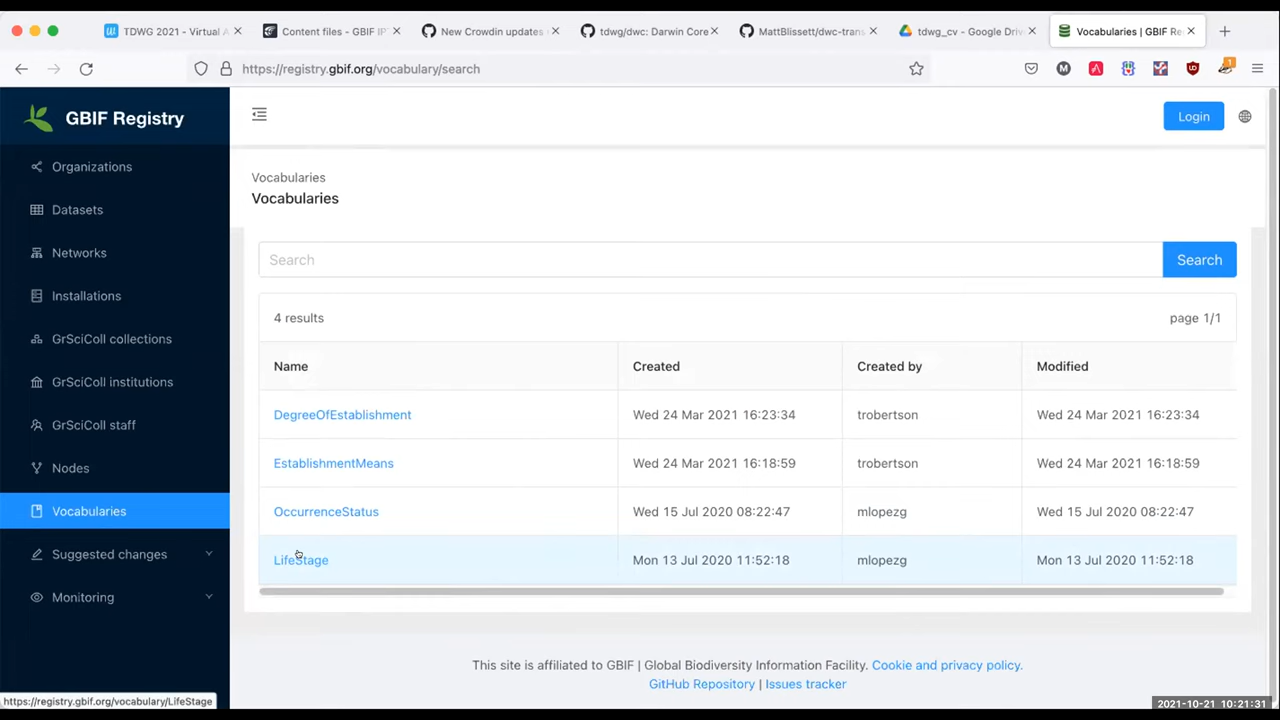 TDWG 2021 - Virtual A
Content files - GBIF IP
New Crowdin updates
tdwg/dwc: Darwin Core
MattBlissett/dwc-trans
tdwg_cv - Google Driv
Vocabularies | GBIF Re
https://registry.gbif.org/vocabulary/search
GBIF Registry
Login
Organizations
Datasets
Networks
Installations
GrSciColl collections
GrSciColl institutions
GrSciColl staff
Nodes
Vocabularies
Suggested changes
Monitoring
Vocabularies
Vocabularies
Search Search
4 results page 1/1
Name Created Created by Modified
DegreeOfEstablishment Wed 24 Mar 2021 16:23:34 trobertson Wed 24 Mar 2021 16:23:34
EstablishmentMeans Wed 24 Mar 2021 16:18:59 trobertson Wed 24 Mar 2021 16:18:59
OccurrenceStatus Wed 15 Jul 2020 08:22:47 mlopezg Wed 15 Jul 2020 08:22:47
LifeStage Mon 13 Jul 2020 11:52:18 mlopezg Mon 13 Jul 2020 11:52:18
This site is affiliated to GBIF | Global Biodiversity Information Facility. Cookie and privacy policy.
GitHub Repository | Issues tracker
https://registry.gbif.org/vocabulary/LifeStage
2021-10-21 10:21:31